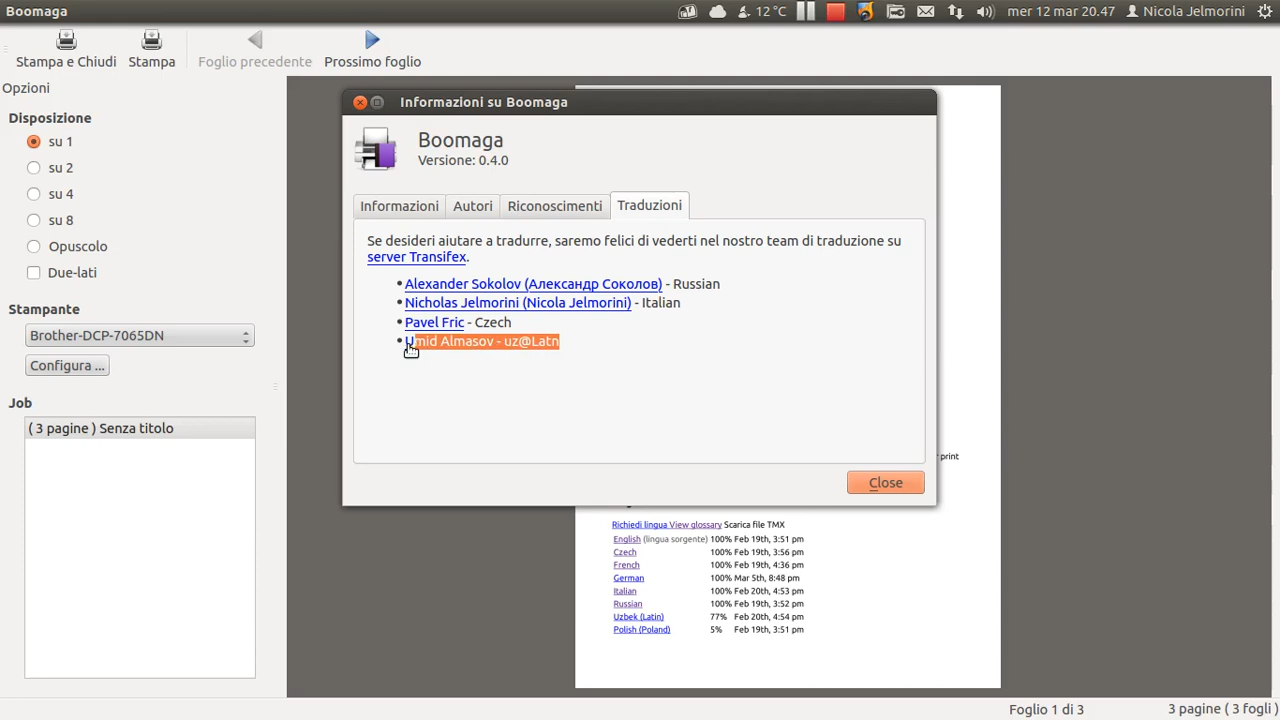 Boomaga
12 °C
mer 12 mar 20.47
Nicola Jelmorini
Stampa e Chiudi
Stampa
Foglio precedente
Prossimo foglio
Opzioni
Disposizione
su 1
su 2
su 4
su 8
Opuscolo
Due-lati
Stampante
Brother-DCP-7065DN
Configura ...
Job
( 3 pagine ) Senza titolo
Informazioni su Boomaga
Boomaga
Versione: 0.4.0
Informazioni
Autori
Riconoscimenti
Traduzioni
Se desideri aiutare a tradurre, saremo felici di vederti nel nostro team di traduzione su
server Transifex.
• Alexander Sokolov (Александр Соколов) - Russian
• Nicholas Jelmorini (Nicola Jelmorini) - Italian
• Pavel Fric - Czech
• Umid Almasov - uz@Latn
Close
print
Richiedi lingua View glossary Scarica file TMX
English (lingua sorgente) 100% Feb 19th, 3:51 pm
Czech 100% Feb 19th, 3:52 pm
French 100% Feb 19th, 4:36 pm
German 100% Mar 5th, 8:48 pm
Italian 100% Feb 20th, 4:53 pm
Russian 100% Feb 19th, 3:52 pm
Uzbek (Latin) 77% Feb 20th, 4:54 pm
Polish (Poland) 5% Feb 19th, 3:51 pm
Foglio 1 di 3
3 pagine ( 3 fogli )